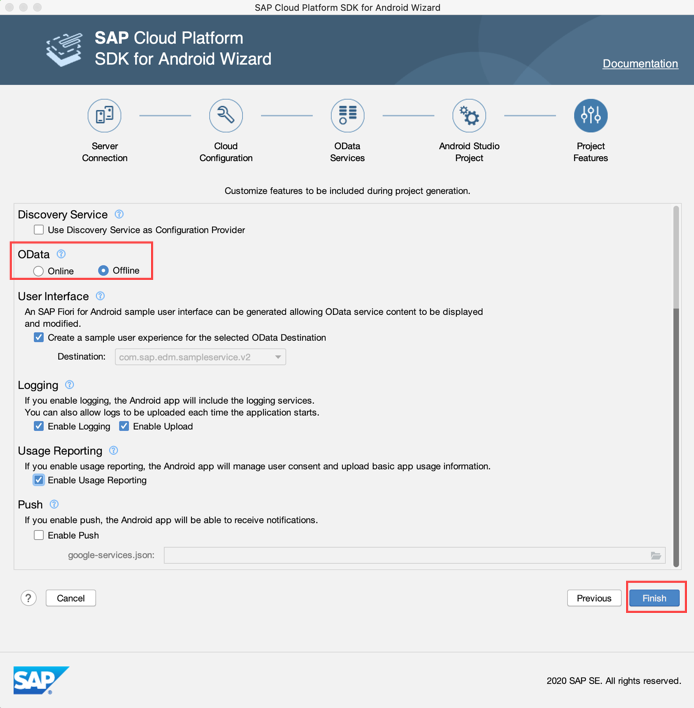 SAP Cloud Platform SDK for Android Wizard
SAP Cloud Platform
SDK for Android Wizard
Documentation
Server
Connection
Cloud
Configuration
OData
Services
Android Studio
Project
Project
Features
Customize features to be included during project generation.
Discovery Service ?
Use Discovery Service as Configuration Provider
OData ?
Online Offline
User Interface ?
An SAP Fiori for Android sample user interface can be generated allowing OData service content to be displayed
and modified.
Create a sample user experience for the selected OData Destination
Destination: com.sap.edm.sampleservice.v2
Logging ?
If you enable logging, the Android app will include the logging services.
You can also allow logs to be uploaded each time the application starts.
Enable Logging Enable Upload
Usage Reporting ?
If you enable usage reporting, the Android app will manage user consent and upload basic app usage information.
Enable Usage Reporting
Push ?
If you enable push, the Android app will be able to receive notifications.
Enable Push
google-services.json:
? Cancel Previous Finish
SAP 2020 SAP SE. All rights reserved.